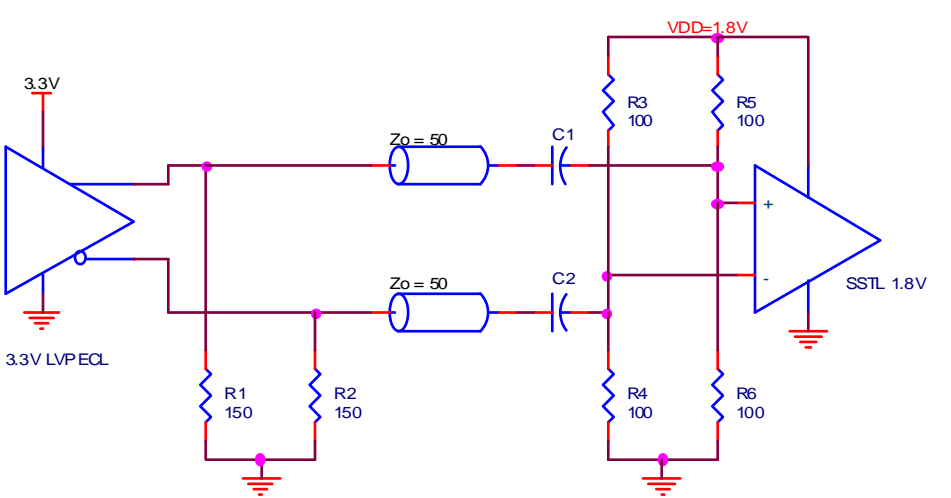 VDD=1.8V
3.3V
R3
100
R5
100
Zo = 50
C1
+
-
Zo = 50
C2
SSTL 1.8V
3.3V LVPECL
R1
150
R2
150
R4
100
R6
100